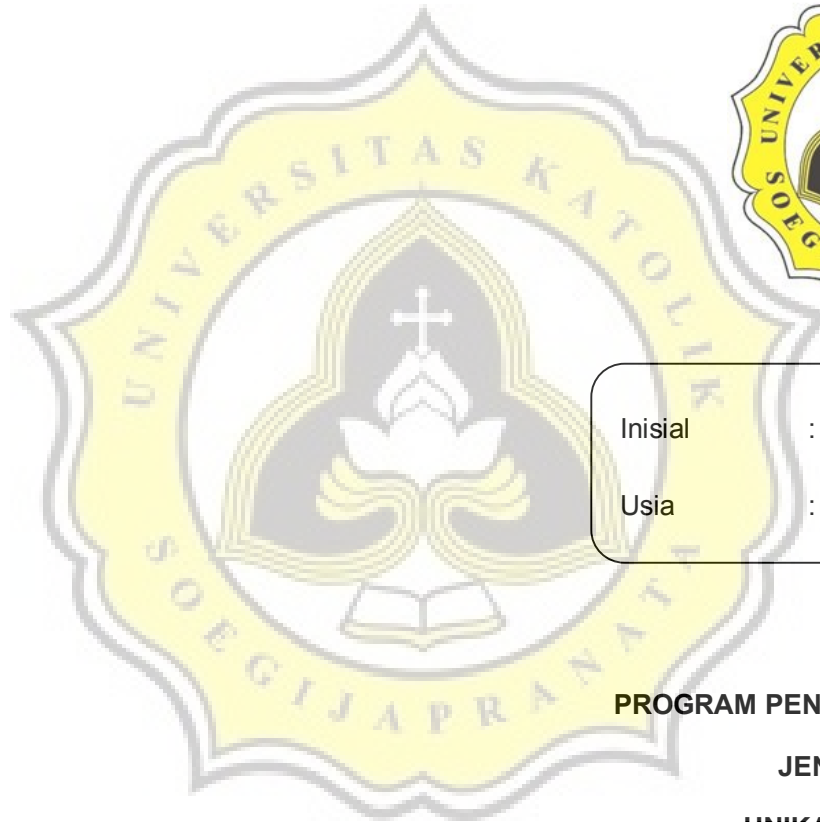 UNIVERSITAS KATOLIK
SOEGIJAPRANATA
Inisial :
Usia :
PROGRAM PEN
JEN
UNIKA